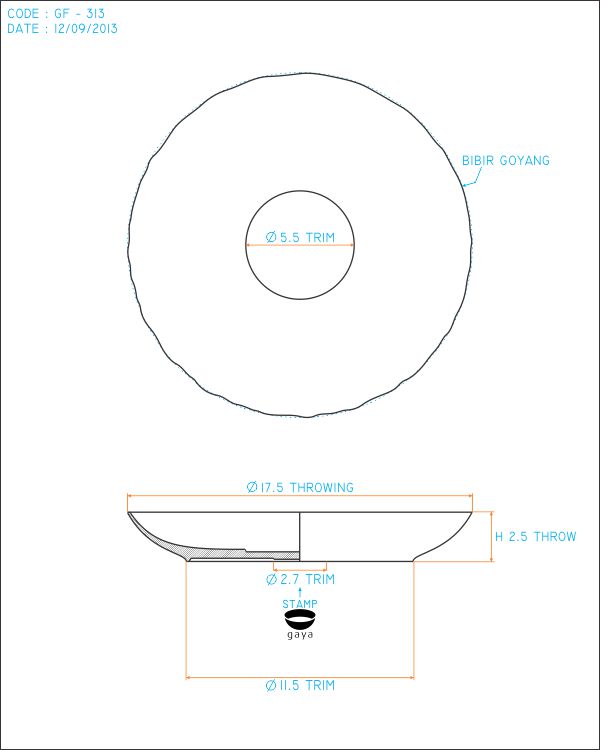 CODE : GF - 313
DATE : 12/09/2013
BIBIR GOYANG
Ø 5.5 TRIM
Ø 17.5 THROWING
H 2.5 THROW
Ø 2.7 TRIM
STAMP
gaya
Ø 11.5 TRIM